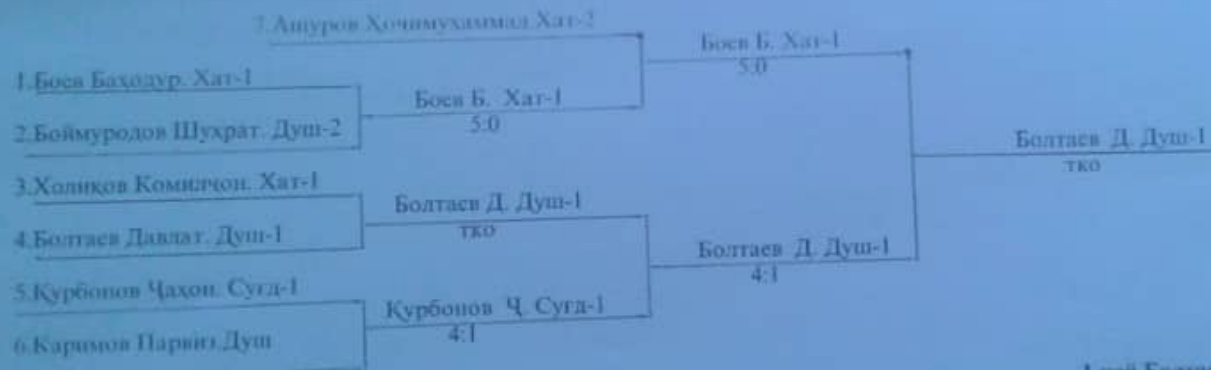 7.Ашуров Хочимухаммад Хат-2
Боев Б. Хат-1
5:0
1.Боев Баходур. Хат-1
Боев Б. Хат-1
5:0
2.Боймуродов Шухрат. Душ-2
Болтаев Д. Душ-1
тко
3.Холиков Комилчон. Хат-1
Болтаев Д. Душ-1
тко
4.Болтаев Давлат. Душ-1
Болтаев Д. Душ-1
4:1
5.Курбонов Ҷахон. Сугд-1
Курбонов Ҷ. Сугд-1
4:1
6.Каримов Парвиз.Душ